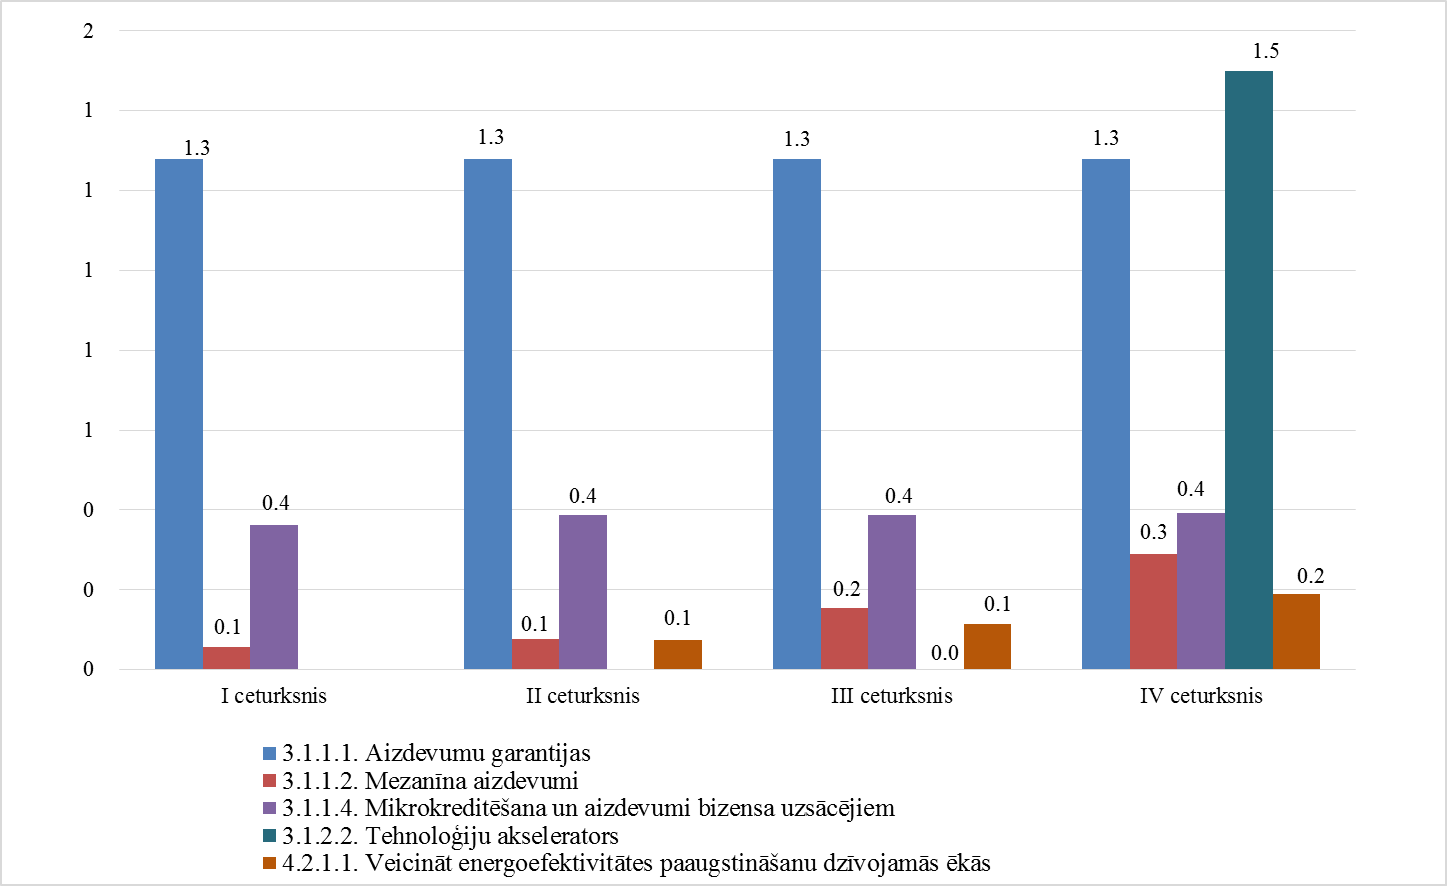 2
1
1
1
1
1
0
0
0
1.3
0.1
0.4
1.3
0.1
0.4
0.1
1.3
0.2
0.4
0.0
0.1
1.3
0.3
0.4
1.5
0.2
I ceturksnis
II ceturksnis
III ceturksnis
IV ceturksnis
3.1.1.1. Aizdevumu garantijas
3.1.1.2. Mezanīna aizdevumi
3.1.1.4. Mikrokreditēšana un aizdevumi bizensa uzsācējiem
3.1.2.2. Tehnoloģiju akselerators
4.2.1.1. Veicināt energoefektivitātes paaugstināšanu dzīvojamās ēkās